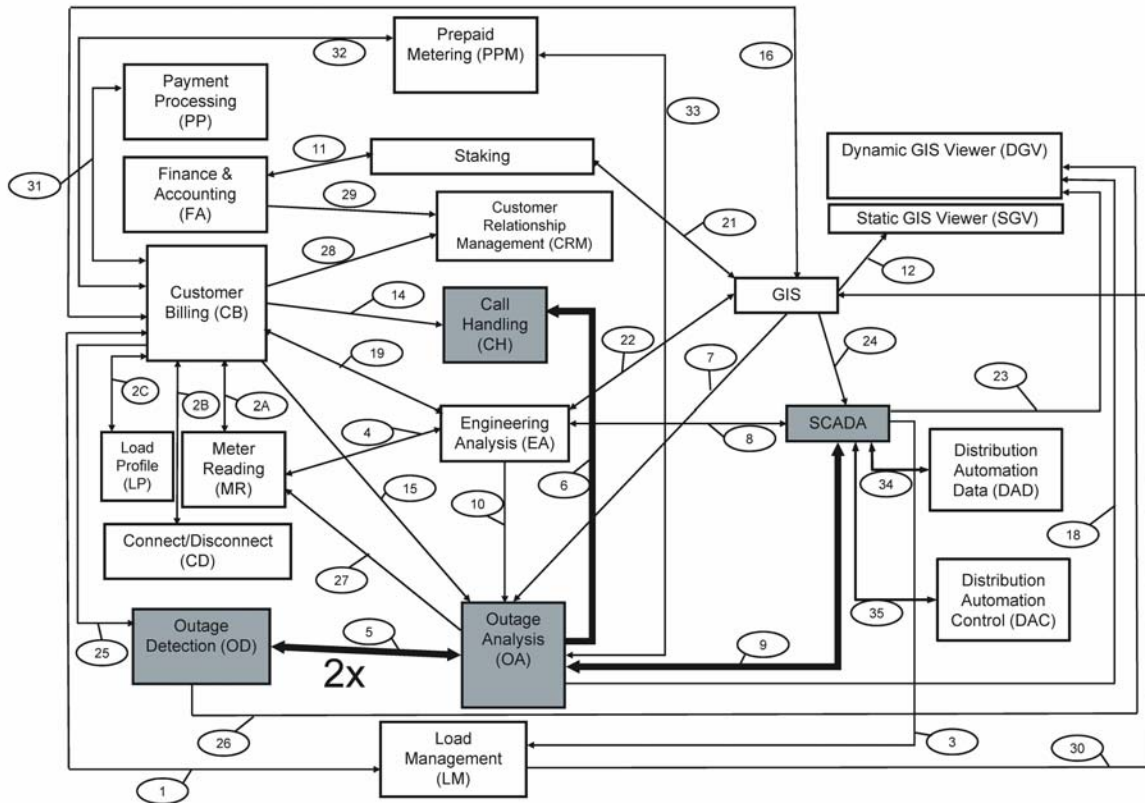 Prepaid
Metering (PPM)
32
16
Payment
Processing
(PP)
33
11
Staking
Dynamic GIS Viewer (DGV)
31
Finance &
Accounting
(FA)
29
Customer
Relationship
Management (CRM)
Static GIS Viewer (SGV)
21
28
12
Customer
Billing (CB)
14
Call
Handling
(CH)
GIS
22
7
24
19
23
2C
2B
2A
Engineering
Analysis (EA)
SCADA
4
8
Load
Profile
(LP)
Meter
Reading
(MR)
Distribution
Automation
Data (DAD)
34
15
10
6
18
Connect/Disconnect
(CD)
27
Distribution
Automation
Control (DAC)
35
Outage
Detection (OD)
Outage
Analysis
(OA)
5
25
9
2x
26
Load
Management
(LM)
3
30
1